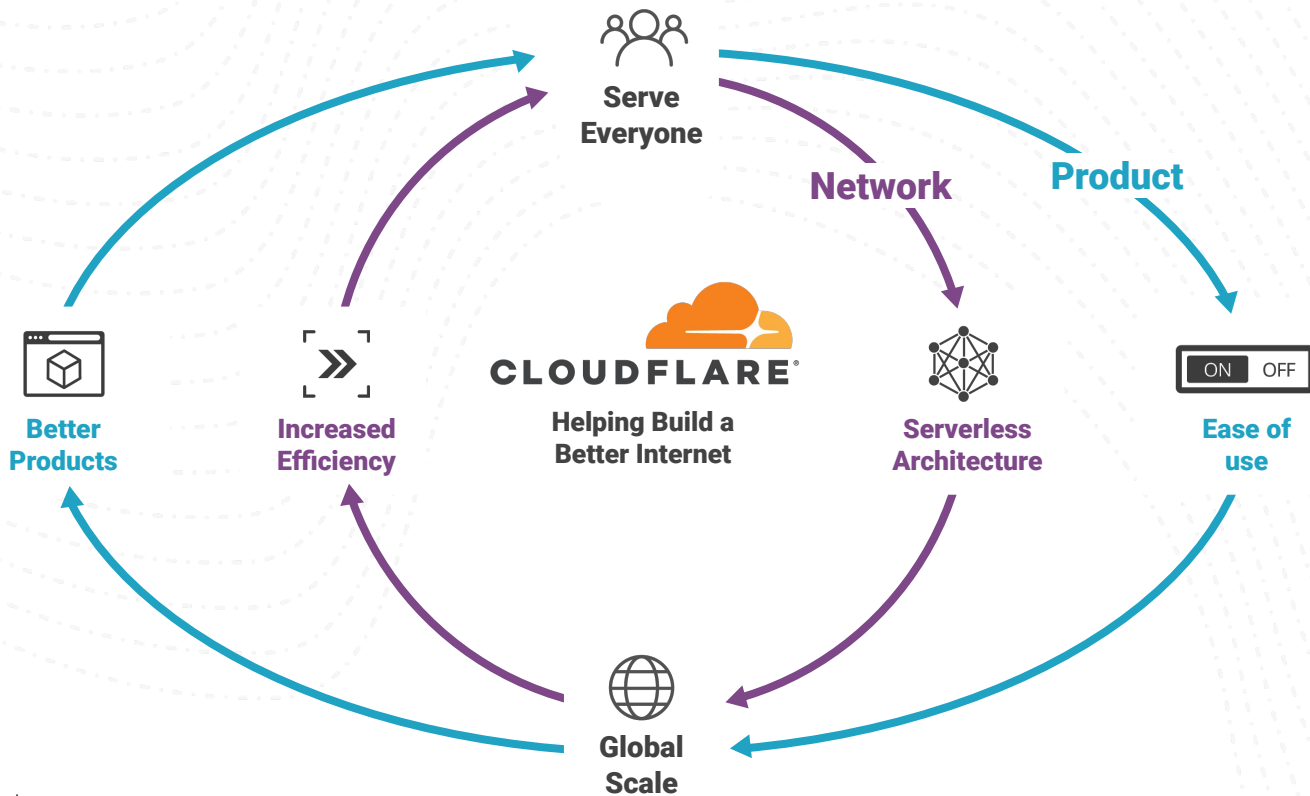 Serve
Everyone
Network
Product
CLOUDFLARE®
ON OFF
Better
Products
Increased
Efficiency
Helping Build a
Better Internet
Serverless
Architecture
Ease of
use
Global
Scale